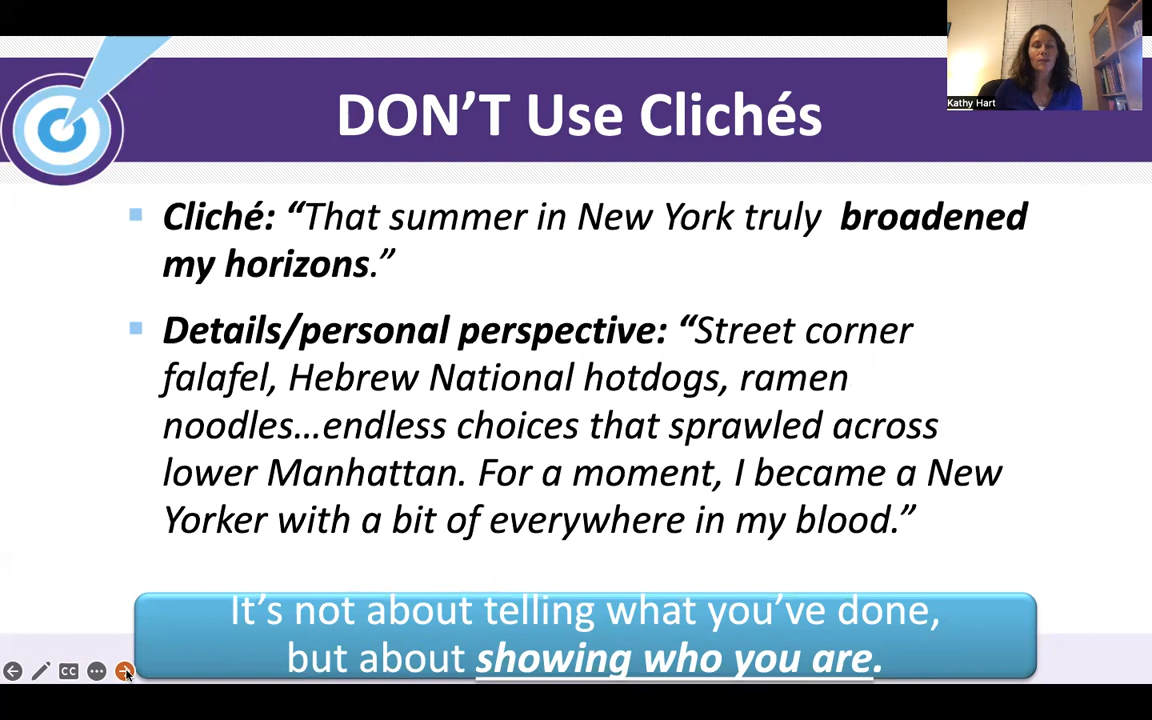 Kathy Hart
DON’T Use Clichés
Cliché: “That summer in New York truly broadened
my horizons.”
Details/personal perspective: “Street corner
falafel, Hebrew National hotdogs, ramen
noodles…endless choices that sprawled across
lower Manhattan. For a moment, I became a New
Yorker with a bit of everywhere in my blood.”
It’s not about telling what you’ve done,
but about showing who you are.
CC